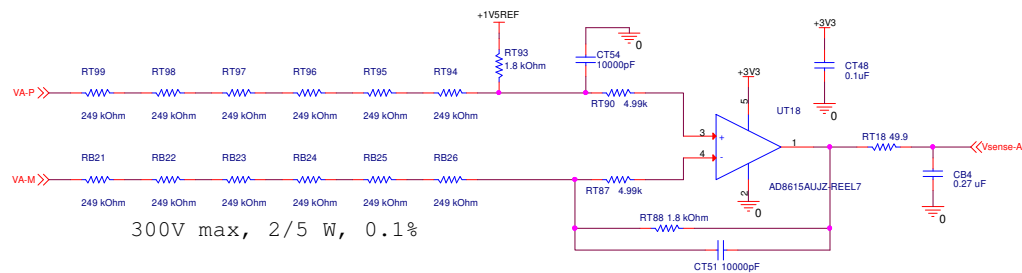 +1V5REF
+3V3
RT93
1.8 kOhm
CT54
10000pF
0
CT48
0.1uF
0
RT99 RT98 RT97 RT96 RT95 RT94
+3V3
VA-P
249 kOhm 249 kOhm 249 kOhm 249 kOhm 249 kOhm 249 kOhm
RT90 4.99k
5
UT18
3
+
1
RT18 49.9
Vsense-A
RB21 RB22 RB23 RB24 RB25 RB26
4
-
VA-M
249 kOhm 249 kOhm 249 kOhm 249 kOhm 249 kOhm 249 kOhm
RT87 4.99k
2
0
AD8615AUJZ-REEL7
CB4
0.27 uF
0
300V max, 2/5 W, 0.1%
RT88 1.8 kOhm
CT51 10000pF